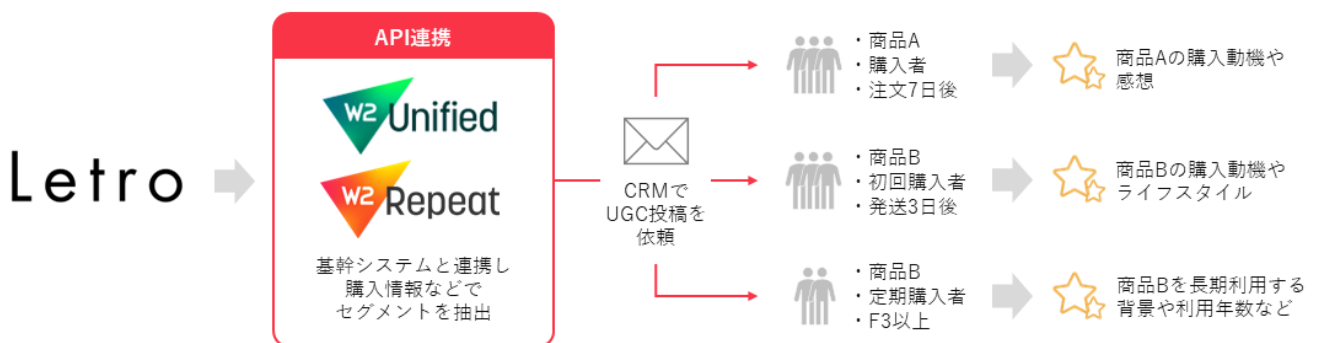 Letro
API連携
W2 Unified
W2 Repeat
基幹システムと連携し
購入情報などで
セグメントを抽出
CRMで
UGC投稿を
依頼
・商品A
・購入者
・注文7日後
商品Aの購入動機や
感想
・商品B
・初回購入者
・発送3日後
商品Bの購入動機や
ライフスタイル
・商品B
・定期購入者
・F3以上
商品Bを長期利用する
背景や利用年数など